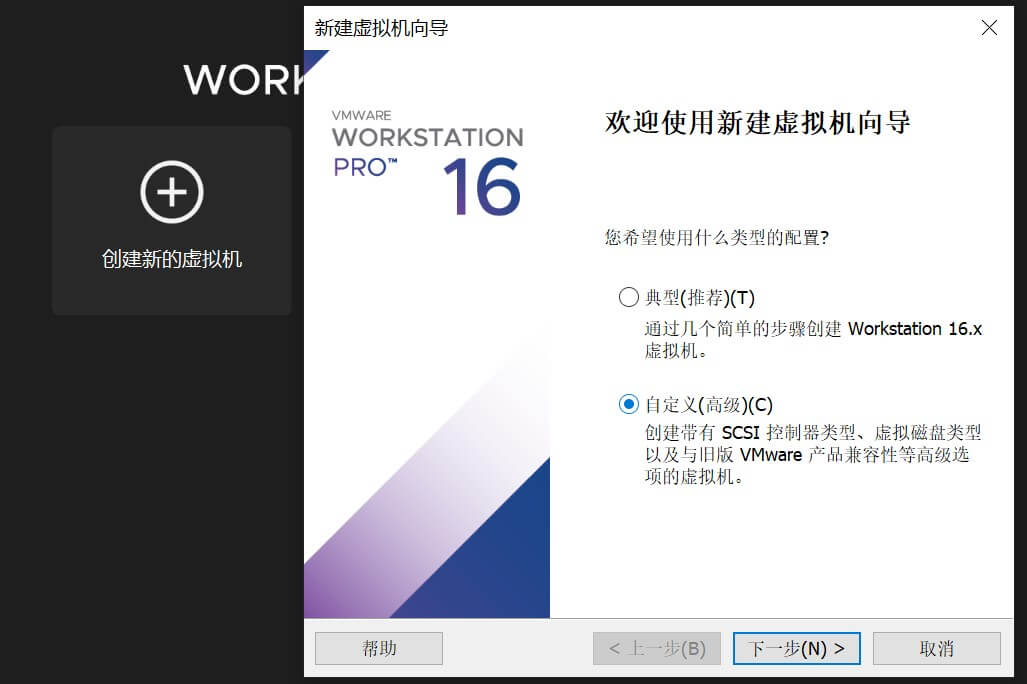 新建虚拟机向导
WORK
创建新的虚拟机
VMWARE
WORKSTATION
PRO™ 16
欢迎使用新建虚拟机向导
您希望使用什么类型的配置?
典型(推荐)(T)
通过几个简单的步骤创建 Workstation 16.x
虚拟机。
自定义(高级)(C)
创建带有 SCSI 控制器类型、虚拟磁盘类型
以及与旧版 VMware 产品兼容性等高级选
项的虚拟机。
帮助
< 上一步(B)
下一步(N) >
取消